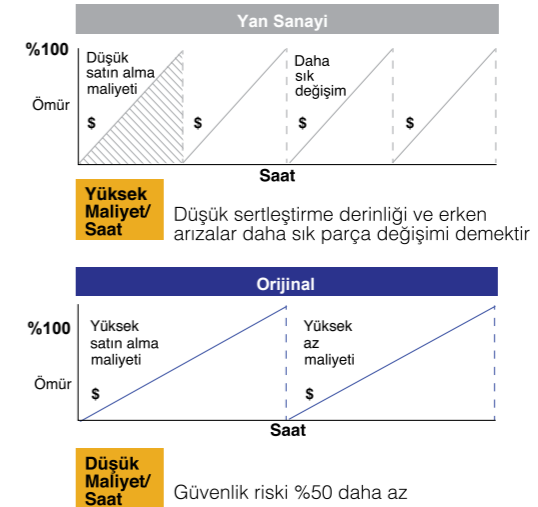 Yan Sanayi
%100
Ömür
Düşük
satın alma
maliyeti
Daha
sık
değişim
$
$
$
$
Saat
Yüksek
Maliyet/
Saat
Düşük sertleştirme derinliği ve erken
arızalar daha sık parça değişimi demektir
Orijinal
%100
Ömür
Yüksek
satın alma
maliyeti
Yüksek
az
maliyeti
$
$
Saat
Düşük
Maliyet/
Saat
Güvenlik riski %50 daha az